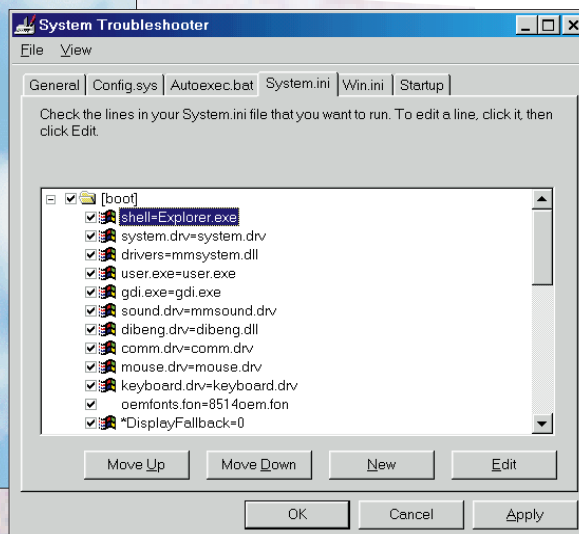 System Troubleshooter
File View
General Config.sys Autoexec.bat System.ini Win.ini Startup
Check the lines in your System.ini file that you want to run. To edit a line, click it, then
click Edit.
[boot]
shell=Explorer.exe
system.drv=system.drv
drivers=mmsystem.dll
user.exe=user.exe
gdi.exe=gdi.exe
sound.drv=mmsound.drv
dibeng.drv=dibeng.dll
comm.drv=comm.drv
mouse.drv=mouse.drv
keyboard.drv=keyboard.drv
oemfonts.fon=8514oem.fon
*DisplayFallback=0
Move Up Move Down New Edit
OK Cancel Apply